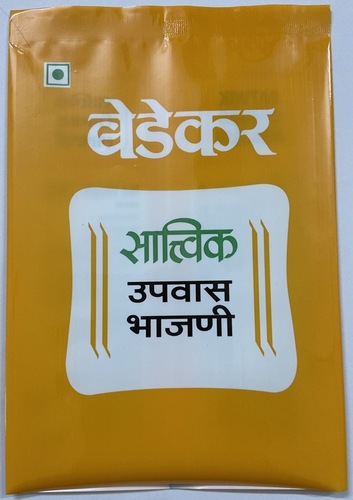 बेडेकर
सात्त्विक
उपवास
भाजणी